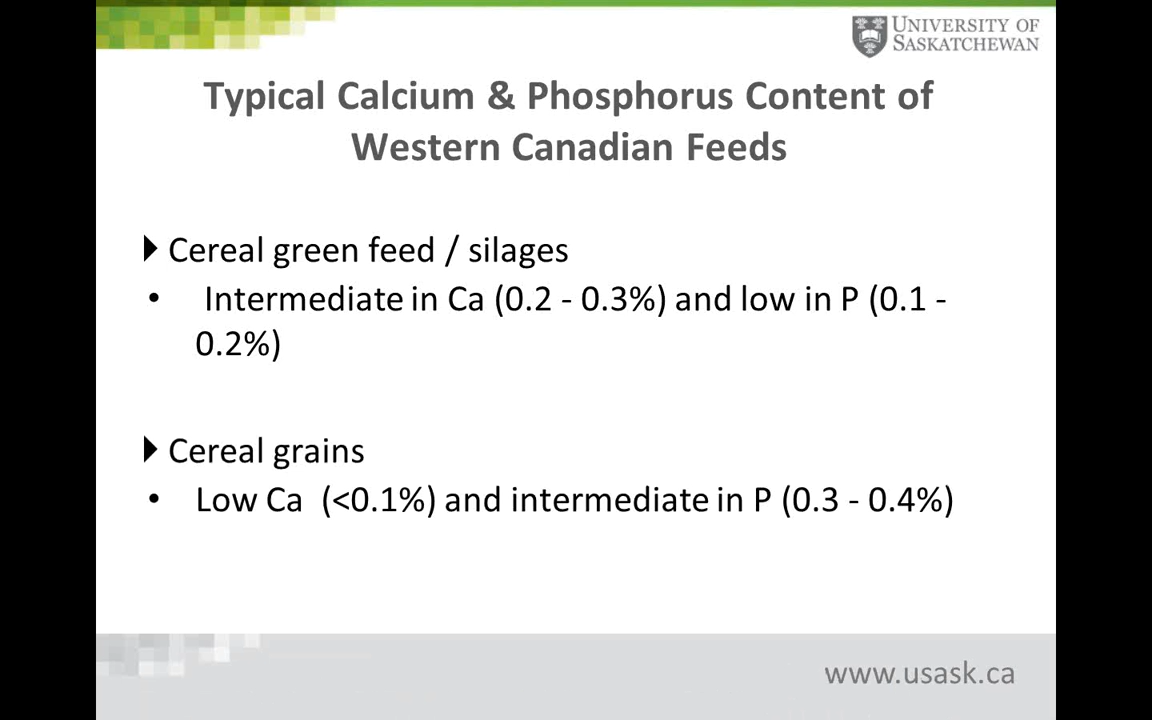 UNIVERSITY OF
SASKATCHEWAN
Typical Calcium & Phosphorus Content of
Western Canadian Feeds
Cereal green feed / silages
• Intermediate in Ca (0.2 - 0.3%) and low in P (0.1 -
0.2%)
Cereal grains
• Low Ca (<0.1%) and intermediate in P (0.3 - 0.4%)
www.usask.ca